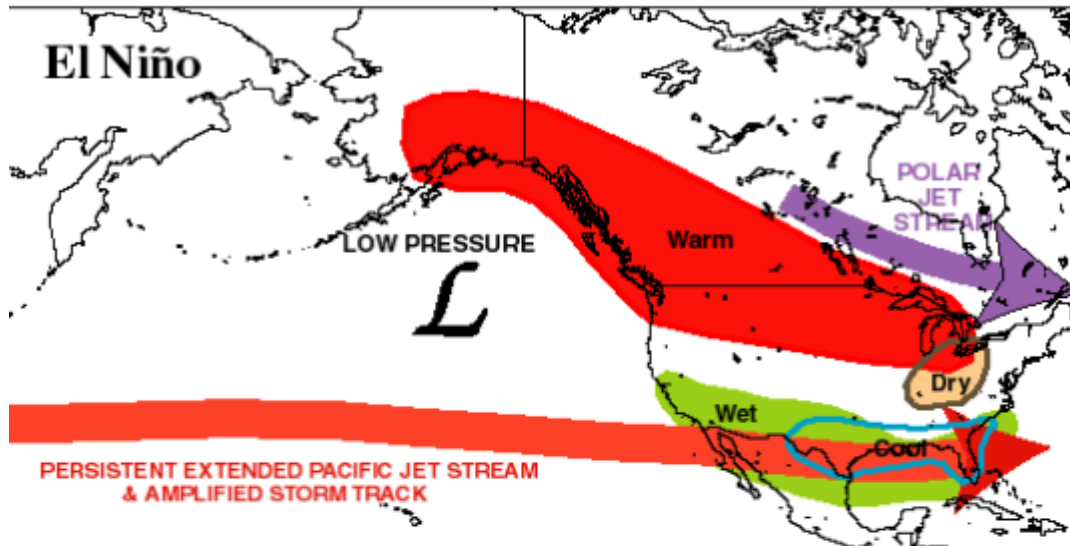 El Niño
POLAR
JET
STREAM
Warm
LOW PRESSURE
L
Dry
Wet
Cool
PERSISTENT EXTENDED PACIFIC JET STREAM
& AMPLIFIED STORM TRACK